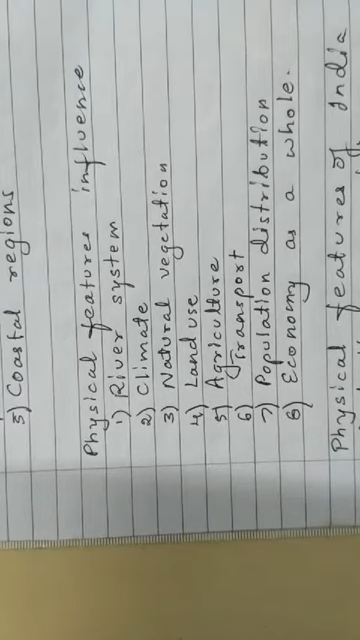 5) Coastal regions
Physical features influence
1) River system
2) Climate
3) Natural vegetation
4) Land use
5) Agriculture
6) Transport
7) Population distribution
8) Economy as a whole.
Physical features of India